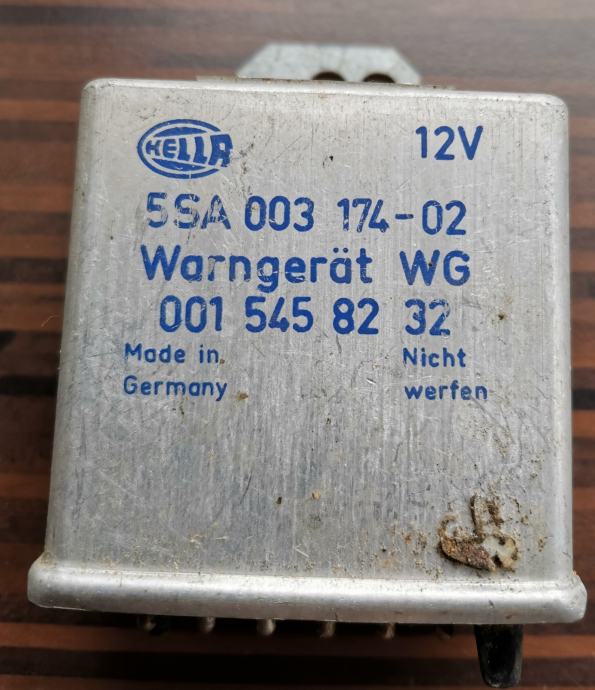 HELLA
12V
5SA 003 174-02
Warngerät WG
001 545 82 32
Made in Nicht
Germany werfen